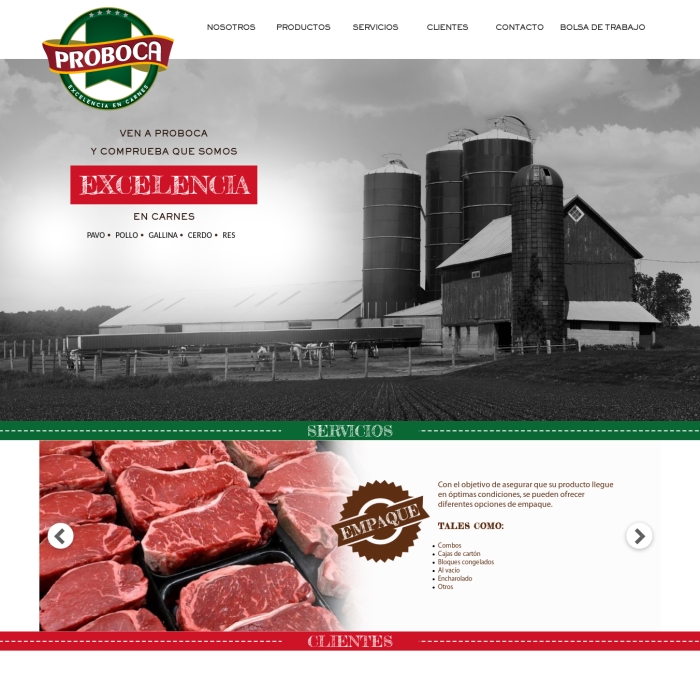 NOSOTROS PRODUCTOS SERVICIOS CLIENTES CONTACTO BOLSA DE TRABAJO
PROBOCA
EXCELENCIA EN CARNES
VEN A PROBOCA
Y COMPRUEBA QUE SOMOS
EXCELENCIA
EN CARNES
PAVO • POLLO • GALLINA • CERDO • RES
SERVICIOS
EMPAQUE
Con el objetivo de asegurar que su producto llegue
en óptimas condiciones, se pueden ofrecer
diferentes opciones de empaque.
TALES COMO:
• Combos
• Cajas de cartón
• Bloques congelados
• Al vacío
• Encharolado
• Otros
CLIENTES